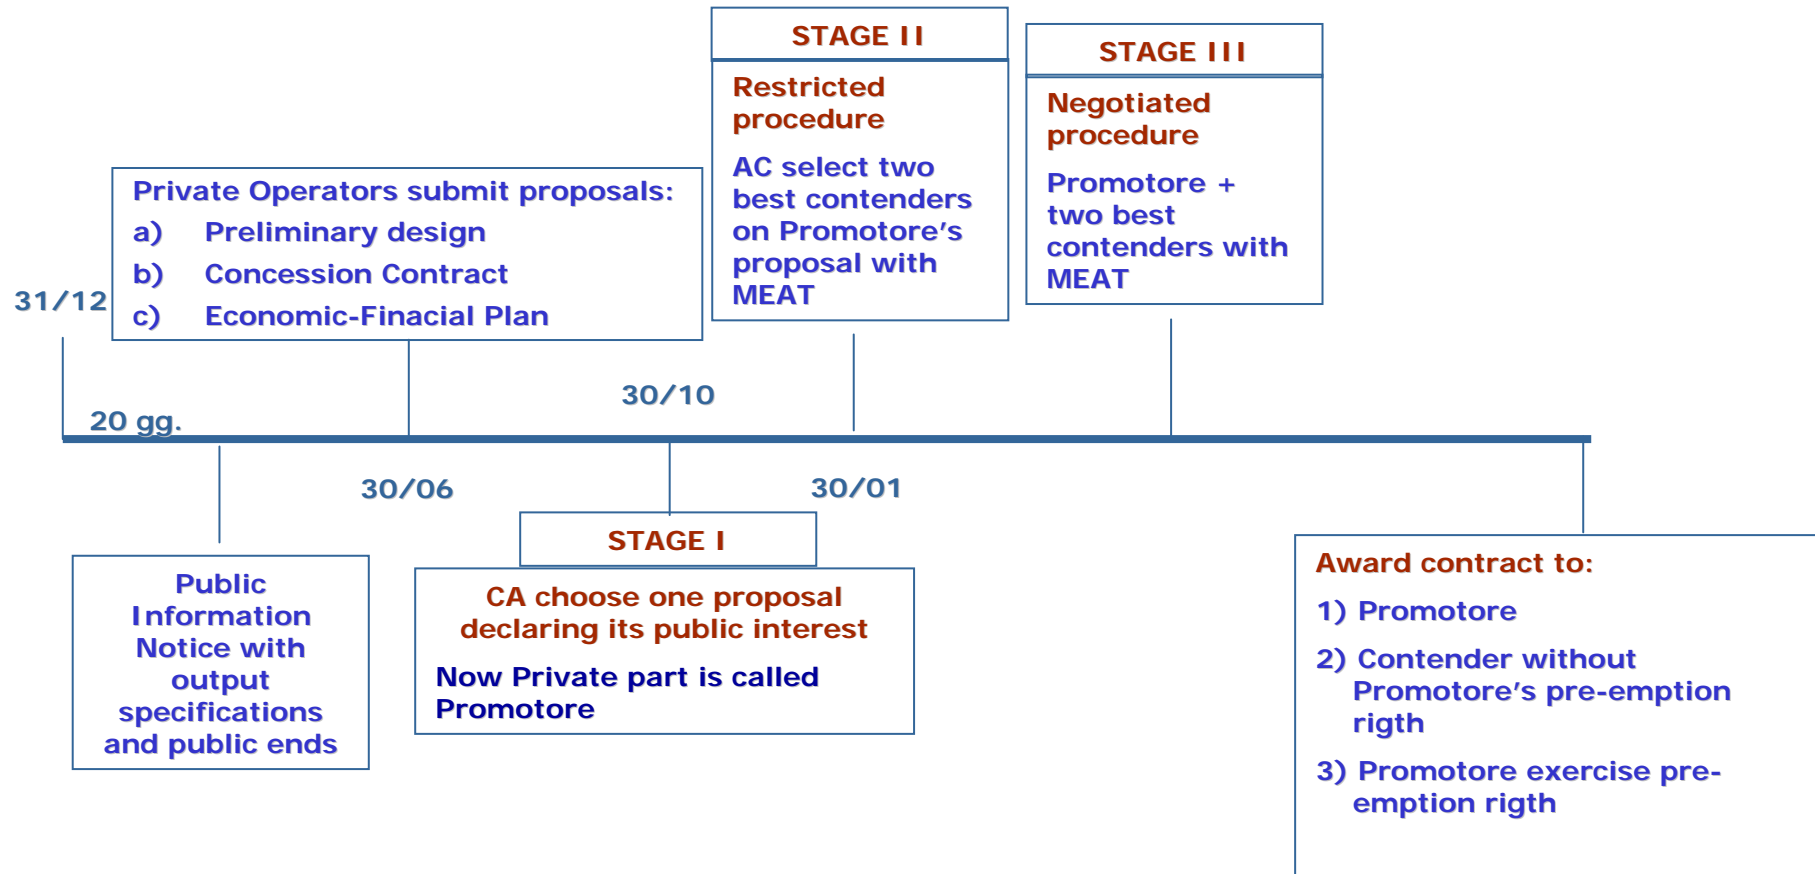 STAGE II
Restricted
procedure
AC select two
best contenders
on Promotore’s
proposal with
MEAT
STAGE III
Negotiated
procedure
Promotore +
two best
contenders with
MEAT
Private Operators submit proposals:
a) Preliminary design
b) Concession Contract
c) Economic-Finacial Plan
31/12
20 gg.
30/10
30/06
30/01
Public
Information
Notice with
output
specifications
and public ends
STAGE I
CA choose one proposal
declaring its public interest
Now Private part is called
Promotore
Award contract to:
1) Promotore
2) Contender without
Promotore’s pre-emption
rigth
3) Promotore exercise pre-
emption rigth